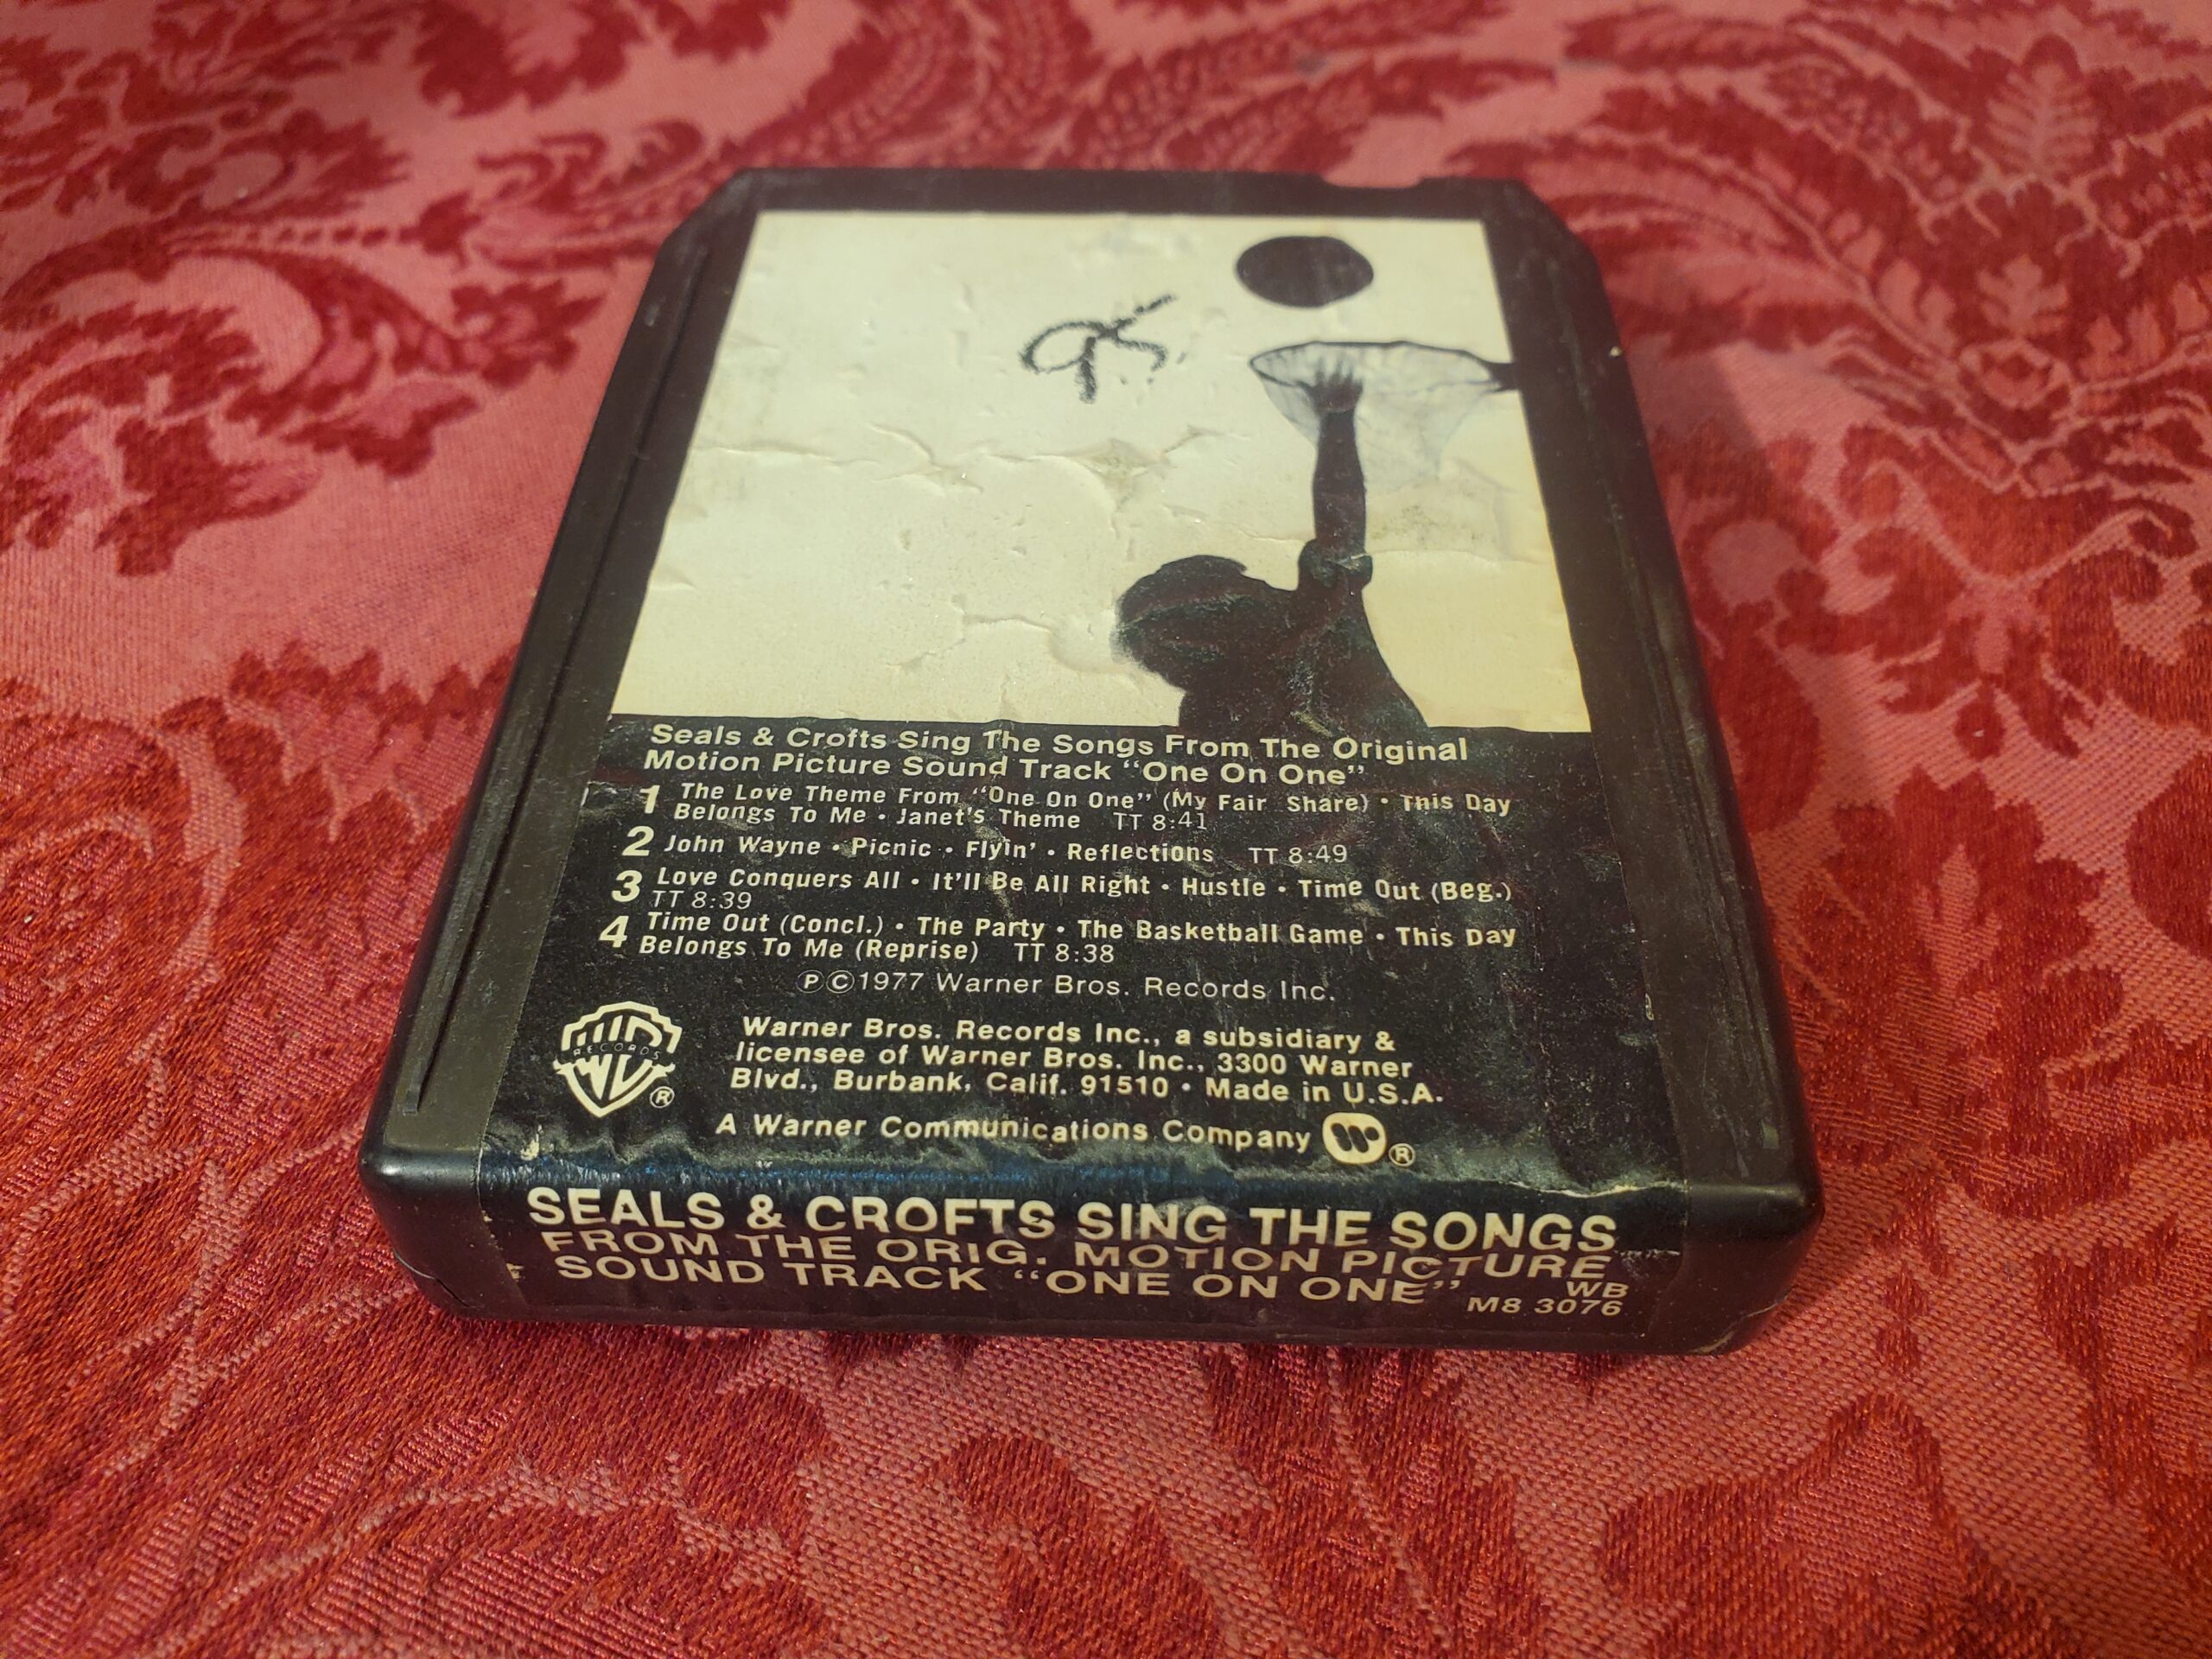 95
Seals & Crofts Sing The Songs From The Original
Motion Picture Sound Track “One On One”
1 The Love Theme From “One On One” (My Fair Share) • This Day
Belongs To Me • Janet's Theme TT 8:41
2 John Wayne • Picnic • Flyin' • Reflections TT 8:49
3 Love Conquers All • It'll Be All Right • Hustle • Time Out (Beg.)
TT 8:39
4 Time Out (Concl.) • The Party • The Basketball Game • This Day
Belongs To Me (Reprise) TT 8:38
ⓅⒸ1977 Warner Bros. Records Inc.
WB
RECORDS
®
Warner Bros. Records Inc., a subsidiary &
licensee of Warner Bros. Inc., 3300 Warner
Blvd., Burbank, Calif. 91510 • Made in U.S.A.
A Warner Communications Company ®
SEALS & CROFTS SING THE SONGS
FROM THE ORIG. MOTION PICTURE
SOUND TRACK “ONE ON ONE”
WB
M8 3076